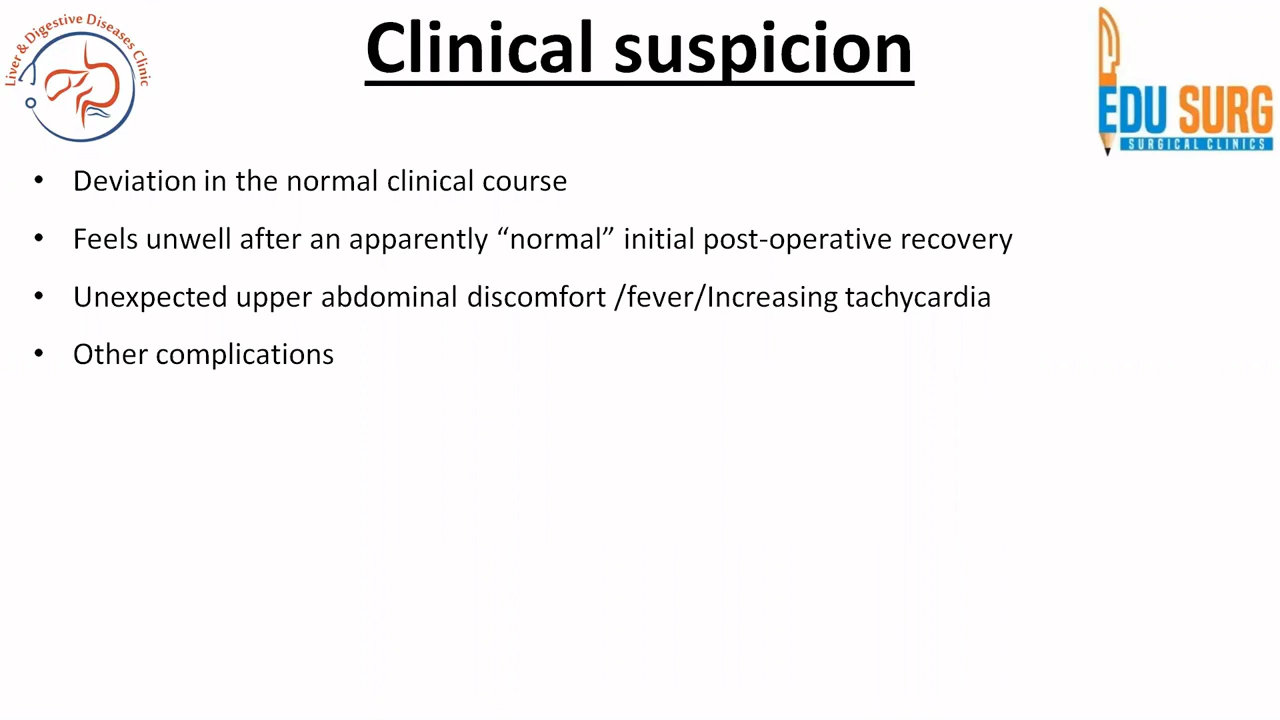 Liver & Digestive Diseases Clinic
Clinical suspicion
EDU SURG
SURGICAL CLINICS
• Deviation in the normal clinical course
• Feels unwell after an apparently “normal” initial post-operative recovery
• Unexpected upper abdominal discomfort /fever/Increasing tachycardia
• Other complications